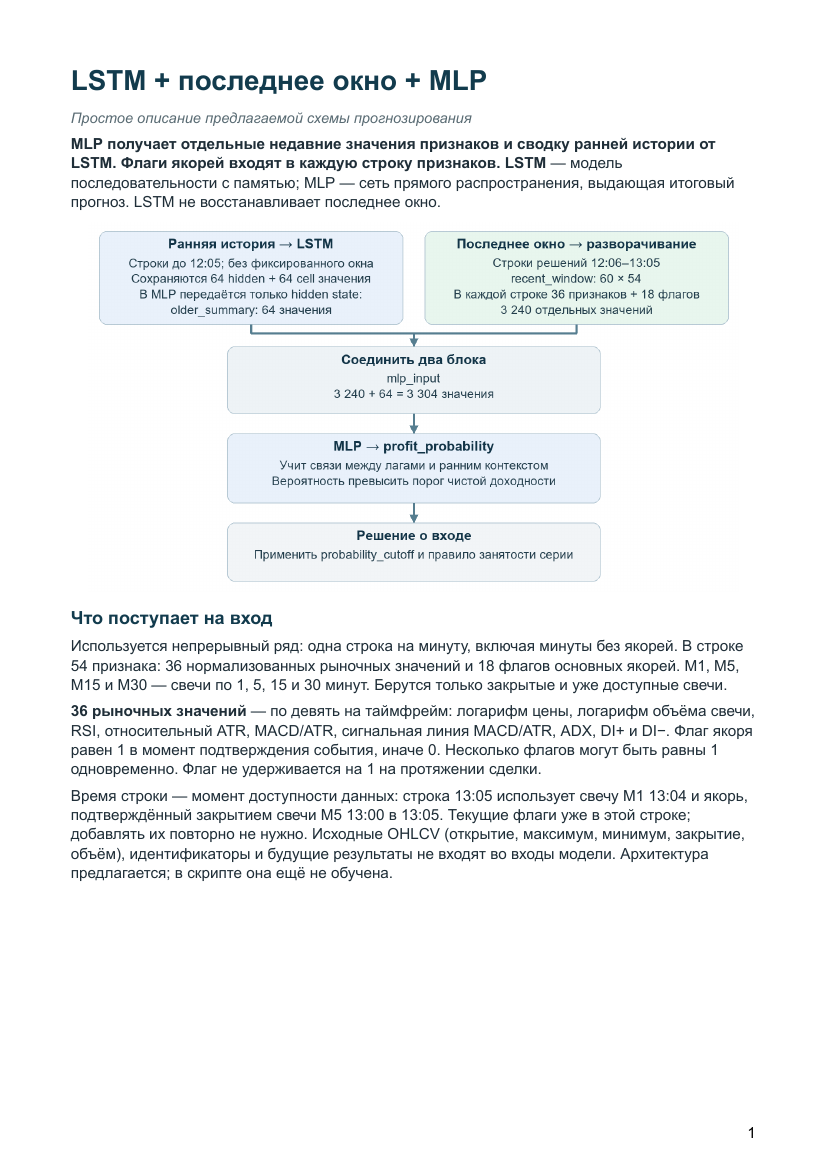 LSTM + последнее окно + MLP
Простое описание предлагаемой схемы прогнозирования
MLP получает отдельные недавние значения признаков и сводку ранней истории от
LSTM. Флаги якорей входят в каждую строку признаков. LSTM — модель
последовательности с памятью; MLP — сеть прямого распространения, выдающая итоговый
прогноз. LSTM не восстанавливает последнее окно.
Ранняя история → LSTM
Строки до 12:05; без фиксированного окна
Сохраняются 64 hidden + 64 cell значения
В MLP передаётся только hidden state:
older_summary: 64 значения
Последнее окно → разворачивание
Строки решений 12:06–13:05
recent_window: 60 × 54
В каждой строке 36 признаков + 18 флагов
3 240 отдельных значений
Соединить два блока
mlp_input
3 240 + 64 = 3 304 значения
MLP → profit_probability
Учит связи между лагами и ранним контекстом
Вероятность превысить порог чистой доходности
Решение о входе
Применить probability_cutoff и правило занятости серии
Что поступает на вход
Используется непрерывный ряд: одна строка на минуту, включая минуты без якорей. В строке
54 признака: 36 нормализованных рыночных значений и 18 флагов основных якорей. M1, M5,
M15 и M30 — свечи по 1, 5, 15 и 30 минут. Берутся только закрытые и уже доступные свечи.
36 рыночных значений — по девять на таймфрейм: логарифм цены, логарифм объёма свечи,
RSI, относительный ATR, MACD/ATR, сигнальная линия MACD/ATR, ADX, DI+ и DI−. Флаг якоря
равен 1 в момент подтверждения события, иначе 0. Несколько флагов могут быть равны 1
одновременно. Флаг не удерживается на 1 на протяжении сделки.
Время строки — момент доступности данных: строка 13:05 использует свечу M1 13:04 и якорь,
подтверждённый закрытием свечи M5 13:00 в 13:05. Текущие флаги уже в этой строке;
добавлять их повторно не нужно. Исходные OHLCV (открытие, максимум, минимум, закрытие,
объём), идентификаторы и будущие результаты не входят во входы модели. Архитектура
предлагается; в скрипте она ещё не обучена.
1